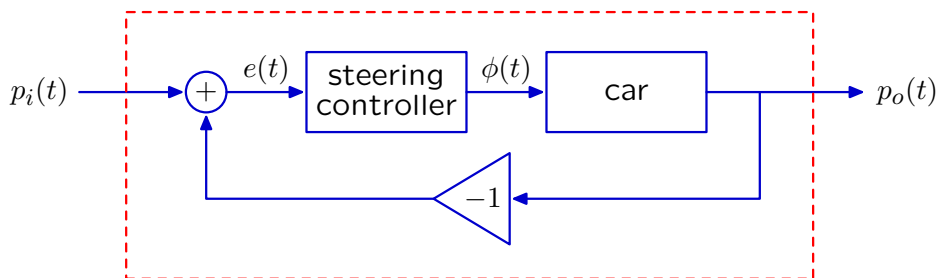 p_i(t)
+
e(t)
steering
controller
ϕ(t)
car
p_o(t)
−1